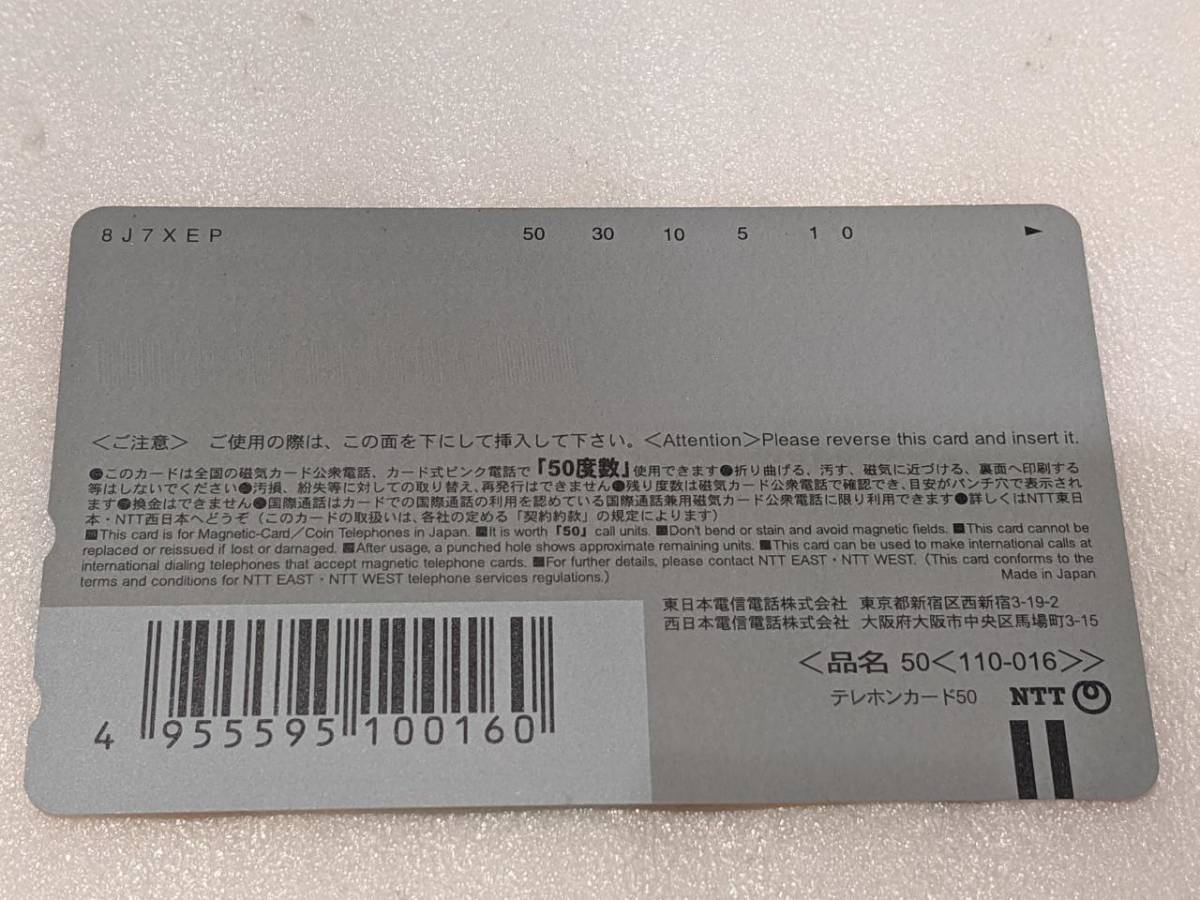 8J7XEP 50 30 10 5 1 0 ►
＜ご注意＞ ご使用の際は、この面を下にして挿入して下さい。＜Attention＞Please reverse this card and insert it.
●このカードは全国の磁気カード公衆電話、カード式ピンク電話で「50度数」使用できます●折り曲げる、汚す、磁気に近づける、裏面へ印刷する
等はしないでください●汚損、紛失等に対しての取り替え、再発行はできません●残り度数は磁気カード公衆電話で確認でき、目安がパンチ穴で表示され
ます●換金はできません●国際通話はカードでの国際通話の利用を認めている国際通話兼用磁気カード公衆電話に限り利用できます●詳しくはNTT東日
本・NTT西日本へどうぞ（このカードの取扱いは、各社の定める「契約約款」の規定によります）
■This card is for Magnetic-Card／Coin Telephones in Japan. ■It is worth「50」call units. ■Don't bend or stain and avoid magnetic fields. ■This card cannot be
replaced or reissued if lost or damaged. ■After usage, a punched hole shows approximate remaining units. ■This card can be used to make international calls at
international dialing telephones that accept magnetic telephone cards. ■For further details, please contact NTT EAST・NTT WEST. (This card conforms to the
terms and conditions for NTT EAST・NTT WEST telephone services regulations.) Made in Japan
東日本電信電話株式会社 東京都新宿区西新宿3-19-2
西日本電信電話株式会社 大阪府大阪市中央区馬場町3-15
＜品名 50＜110-016＞＞
テレホンカード50 NTT
4 955595 100160